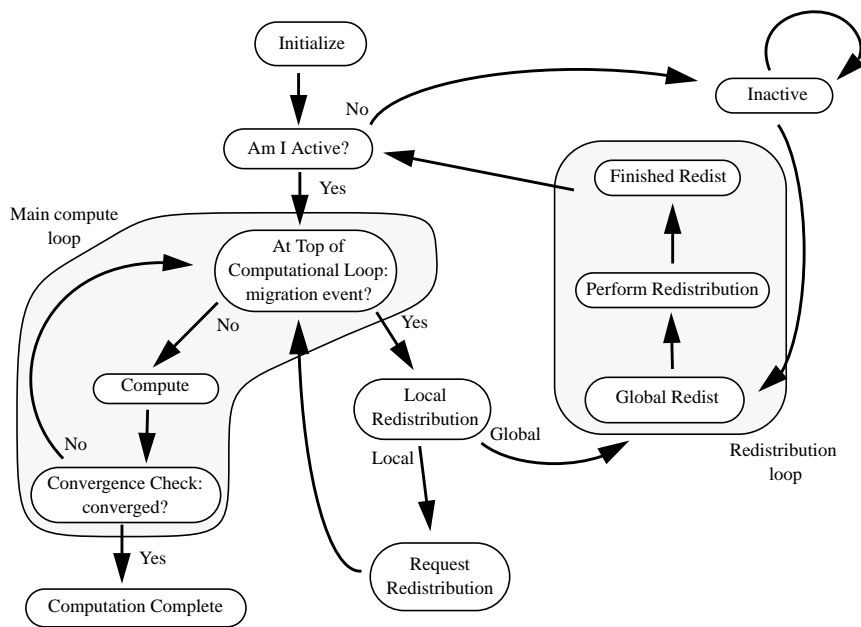 Initialize
Inactive
No
Am I Active?
Finished Redist
Yes
Main compute
loop
At Top of
Computational Loop:
migration event?
Perform Redistribution
No
Yes
Compute
Local
Redistribution
Global Redist
Global
No
Local
Redistribution
loop
Convergence Check:
converged?
Yes
Request
Redistribution
Computation Complete